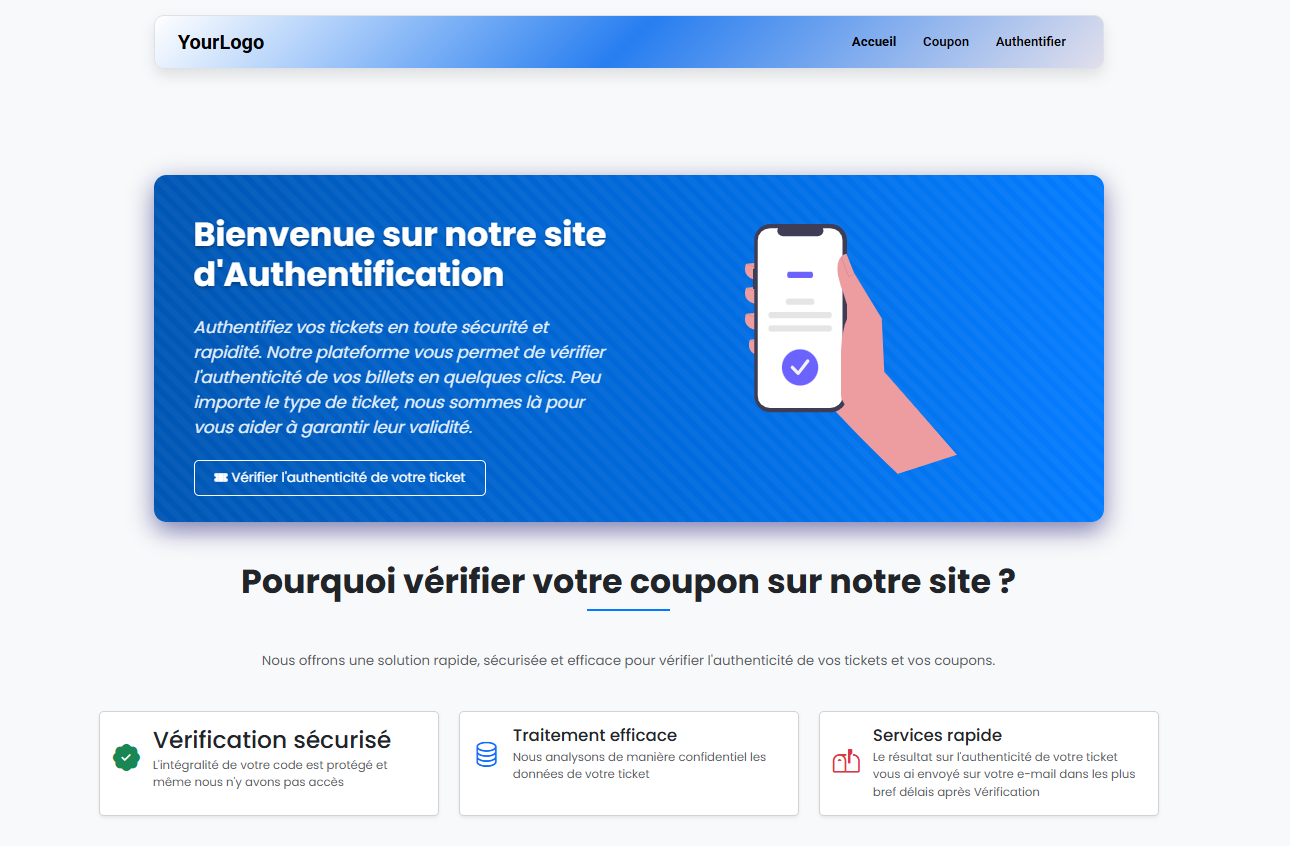 YourLogo
Accueil Coupon Authentifier
Bienvenue sur notre site
d'Authentification
Authentifiez vos tickets en toute sécurité et
rapidité. Notre plateforme vous permet de vérifier
l'authenticité de vos billets en quelques clics. Peu
importe le type de ticket, nous sommes là pour
vous aider à garantir leur validité.
Vérifier l'authenticité de votre ticket
Pourquoi vérifier votre coupon sur notre site ?
Nous offrons une solution rapide, sécurisée et efficace pour vérifier l'authenticité de vos tickets et vos coupons.
Vérification sécurisé
L'intégralité de votre code est protégé et
même nous n'y avons pas accès
Traitement efficace
Nous analysons de manière confidentiel les
données de votre ticket
Services rapide
Le résultat sur l'authenticité de votre ticket
vous ai envoyé sur votre e-mail dans les plus
bref délais après Vérification